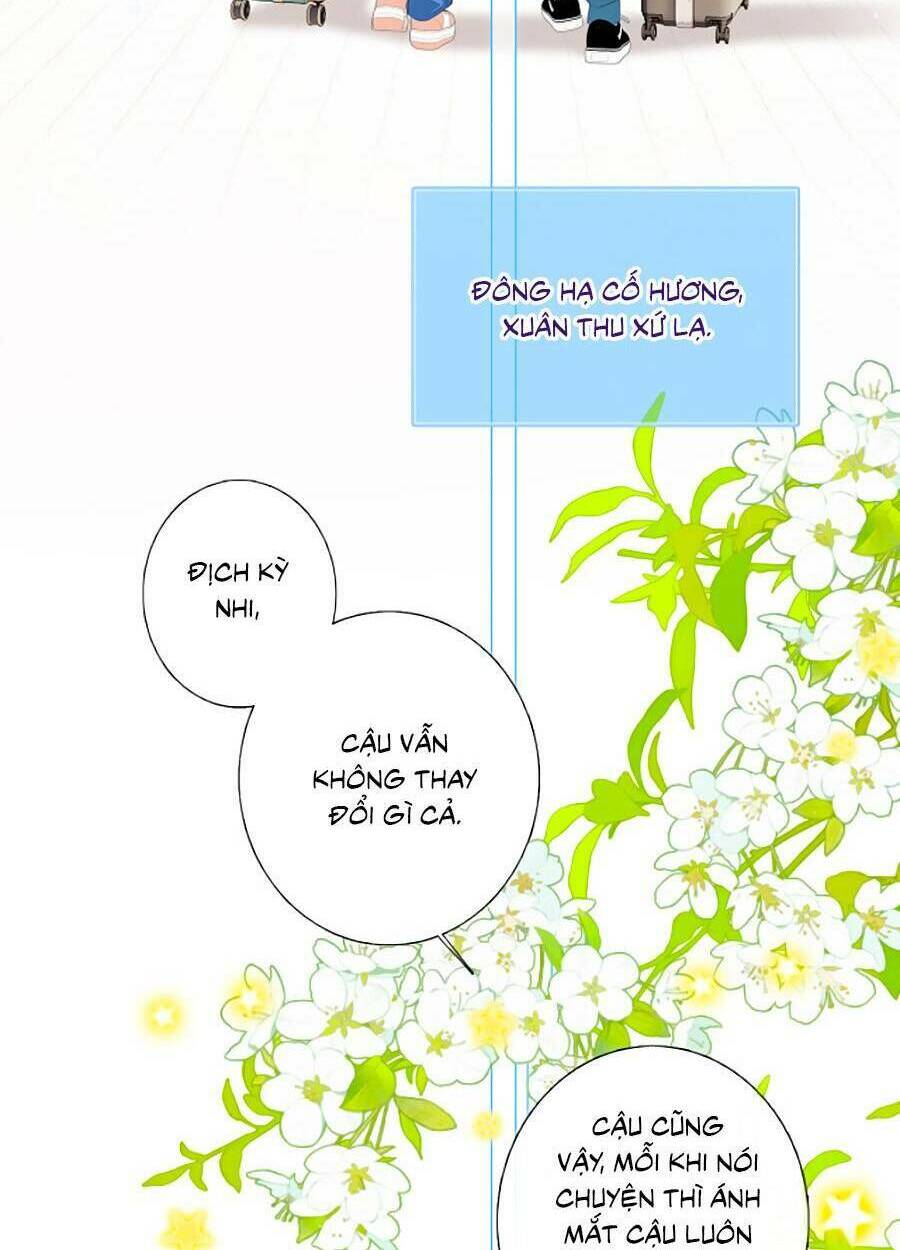 ĐÔNG HẠ CỐ HƯƠNG,
XUÂN THU XỨ LẠ.
ĐỊCH KỲ
NHI,
CẬU VẪN
KHÔNG THAY
ĐỔI GÌ CẢ.
CẬU CŨNG
VẬY, MỖI KHI NÓI
CHUYỆN THÌ ÁNH
MẮT CẬU LUÔN